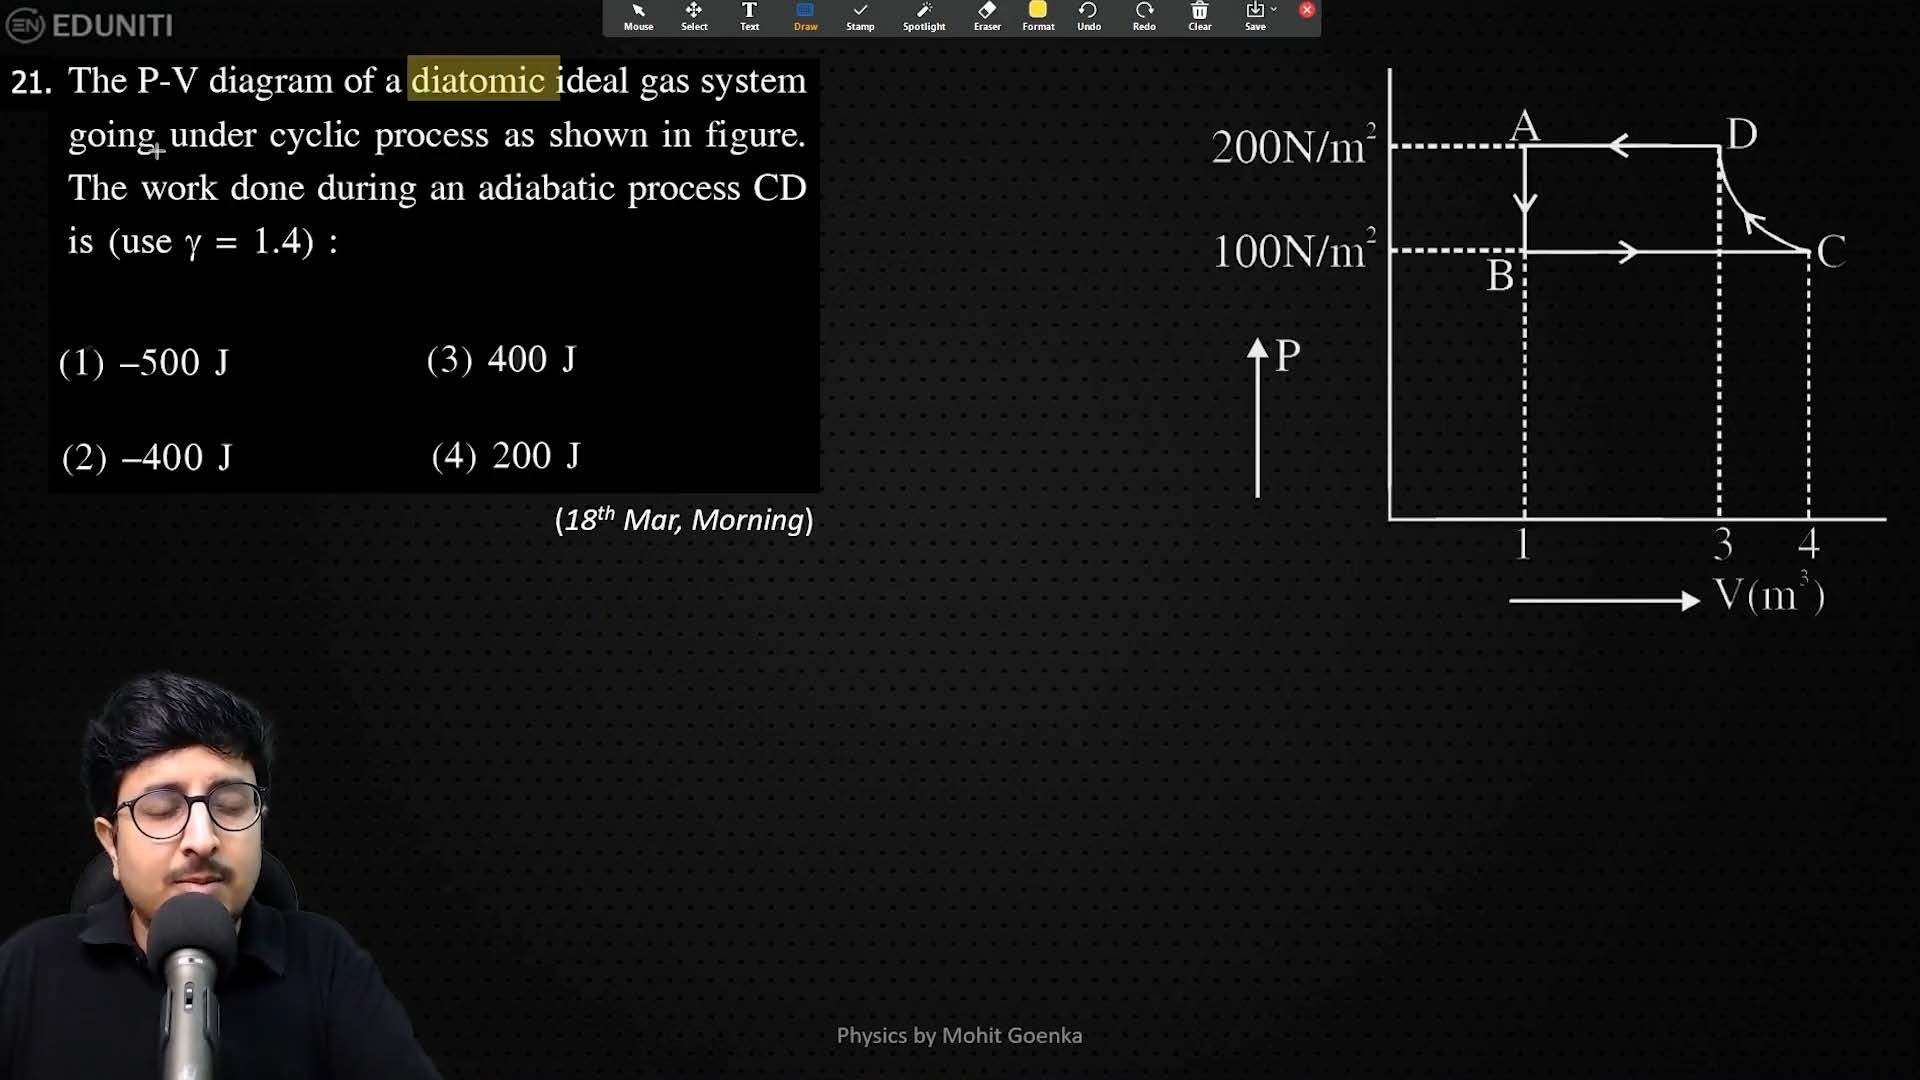 EN EDUNITI
Mouse Select Text Draw Stamp Spotlight Eraser Format Undo Redo Clear Save
21. The P-V diagram of a diatomic ideal gas system
going under cyclic process as shown in figure.
The work done during an adiabatic process CD
is (use γ = 1.4) :
(1) –500 J (3) 400 J
(2) –400 J (4) 200 J
(18th Mar, Morning)
200N/m² A D
100N/m² B C
P
1 3 4
V(m³)
Physics by Mohit Goenka